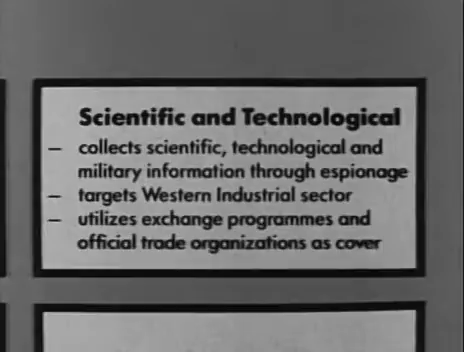 Scientific and Technological
– collects scientific, technological and
military information through espionage
– targets Western Industrial sector
– utilizes exchange programmes and
official trade organizations as cover